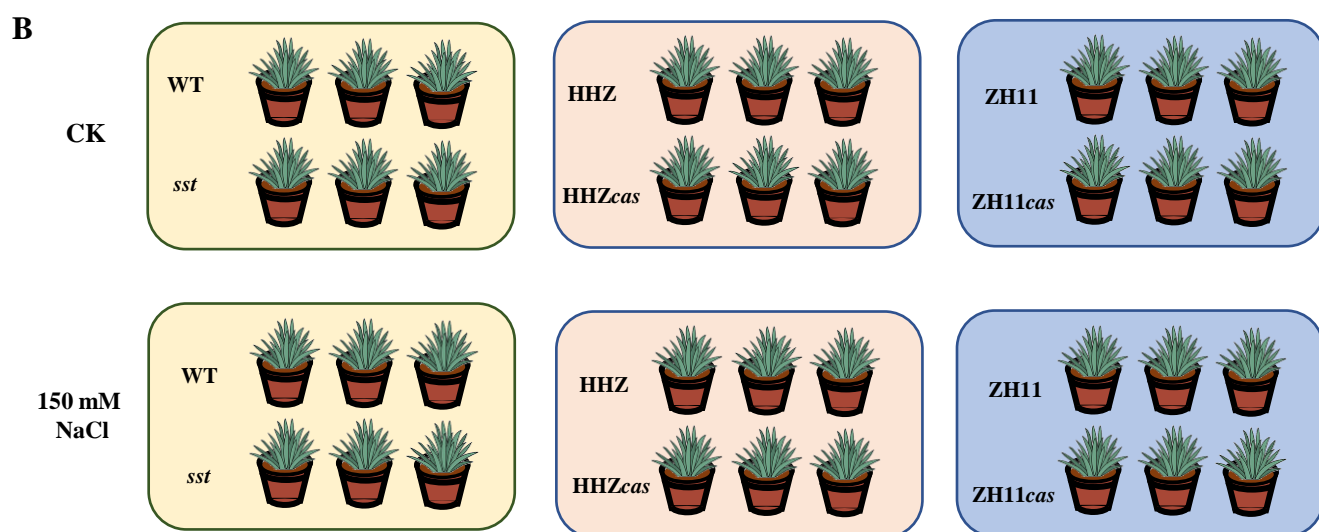 B
CK
WT
sst
HHZ
HHZcas
ZH11
ZH11cas
150 mM
NaCl
WT
sst
HHZ
HHZcas
ZH11
ZH11cas